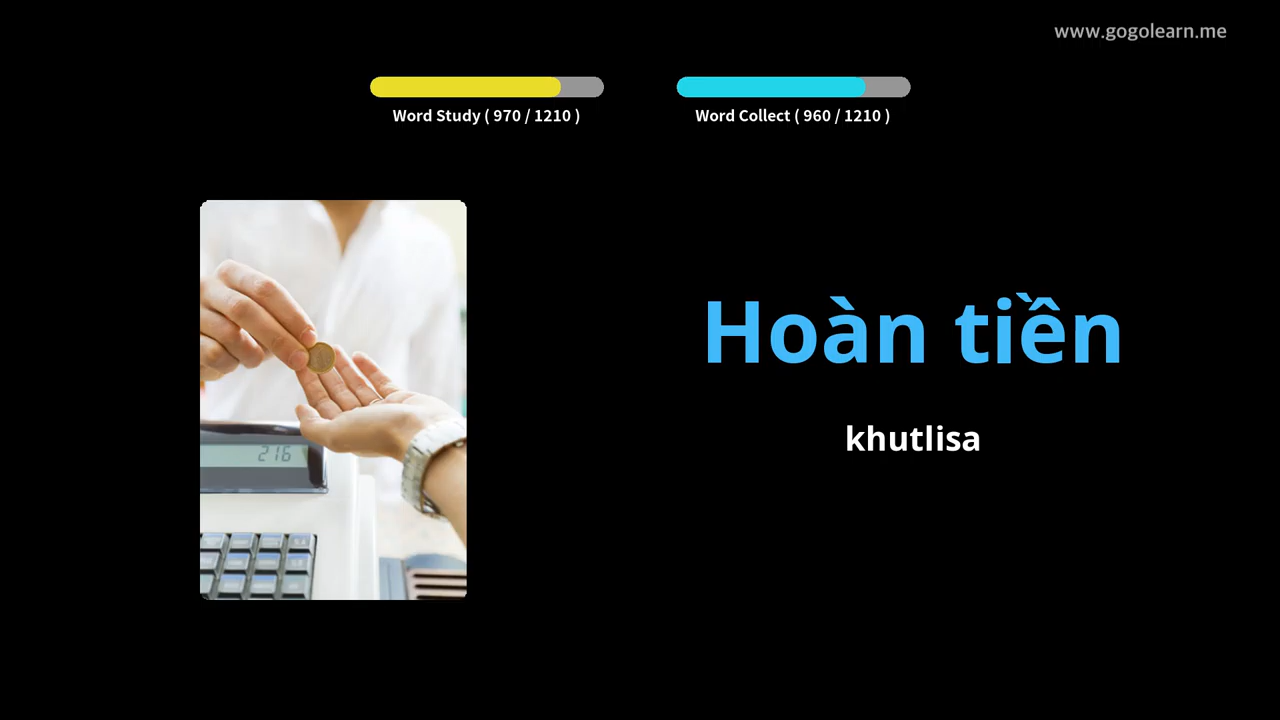 www.gogolearn.me
Word Study ( 970 / 1210 )
Word Collect ( 960 / 1210 )
216
Hoàn tiền
khutlisa